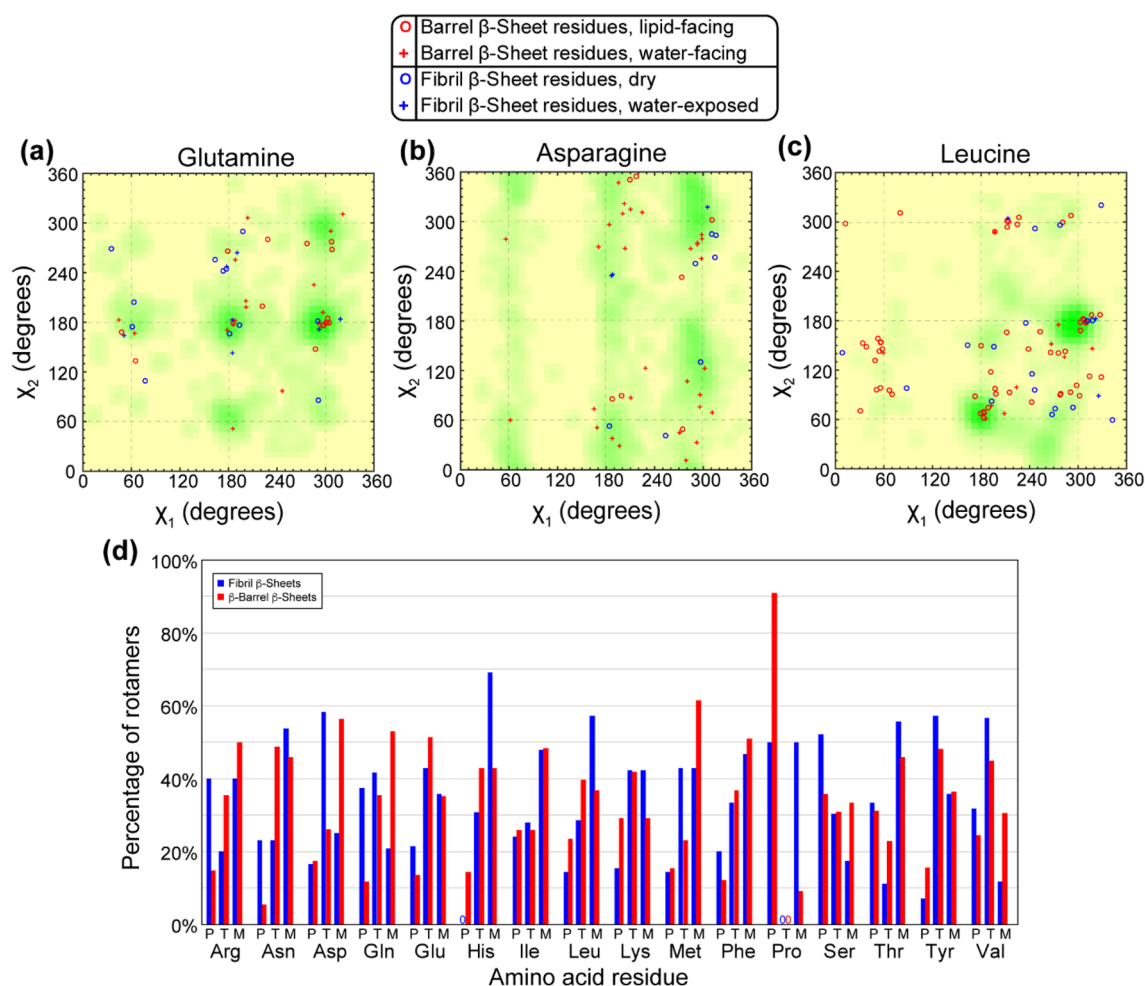 Barrel β-Sheet residues, lipid-facing
Barrel β-Sheet residues, water-facing
Fibril β-Sheet residues, dry
Fibril β-Sheet residues, water-exposed
(a) Glutamine
(b) Asparagine
(c) Leucine
360
300
240
180
120
60
0
χ2 (degrees)
0 60 120 180 240 300 360
χ1 (degrees)
360
300
240
180
120
60
0
χ2 (degrees)
0 60 120 180 240 300 360
χ1 (degrees)
360
300
240
180
120
60
0
χ2 (degrees)
0 60 120 180 240 300 360
χ1 (degrees)
(d)
100%
80%
60%
40%
20%
0%
Percentage of rotamers
Fibril β-Sheets
β-Barrel β-Sheets
0 0 0
P T M P T M P T M P T M P T M P T M P T M P T M P T M P T M P T M P T M P T M P T M P T M P T M
Arg Asn Asp Gln Glu His Ile Leu Lys Met Phe Pro Ser Thr Tyr Val
Amino acid residue